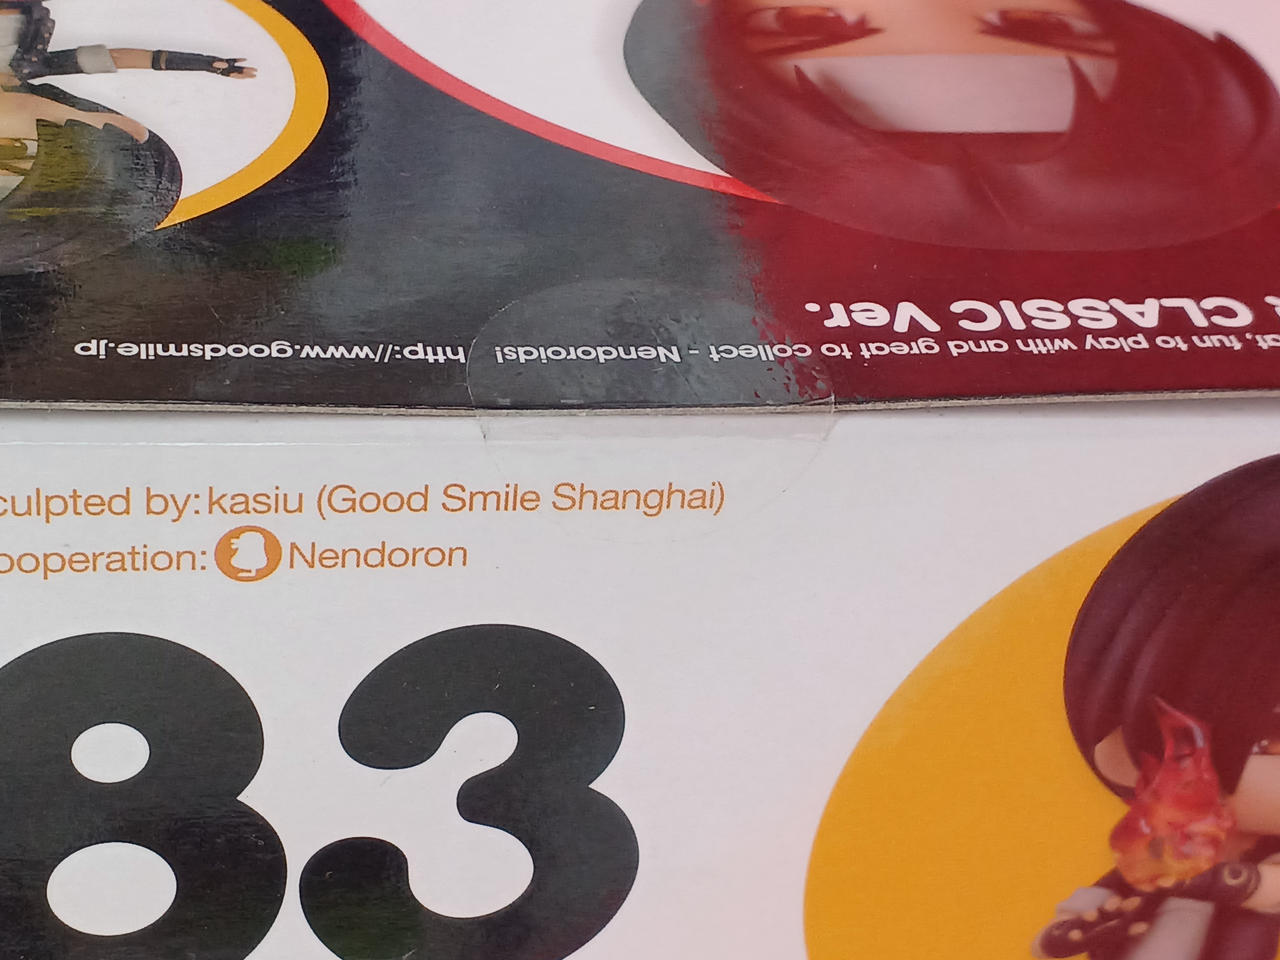 CLASSIC Ver.
at, fun to play with and great to collect - Nendoroids! http://www.goodsmile.jp
culpted by: kasiu (Good Smile Shanghai)
ooperation: Nendoron
83